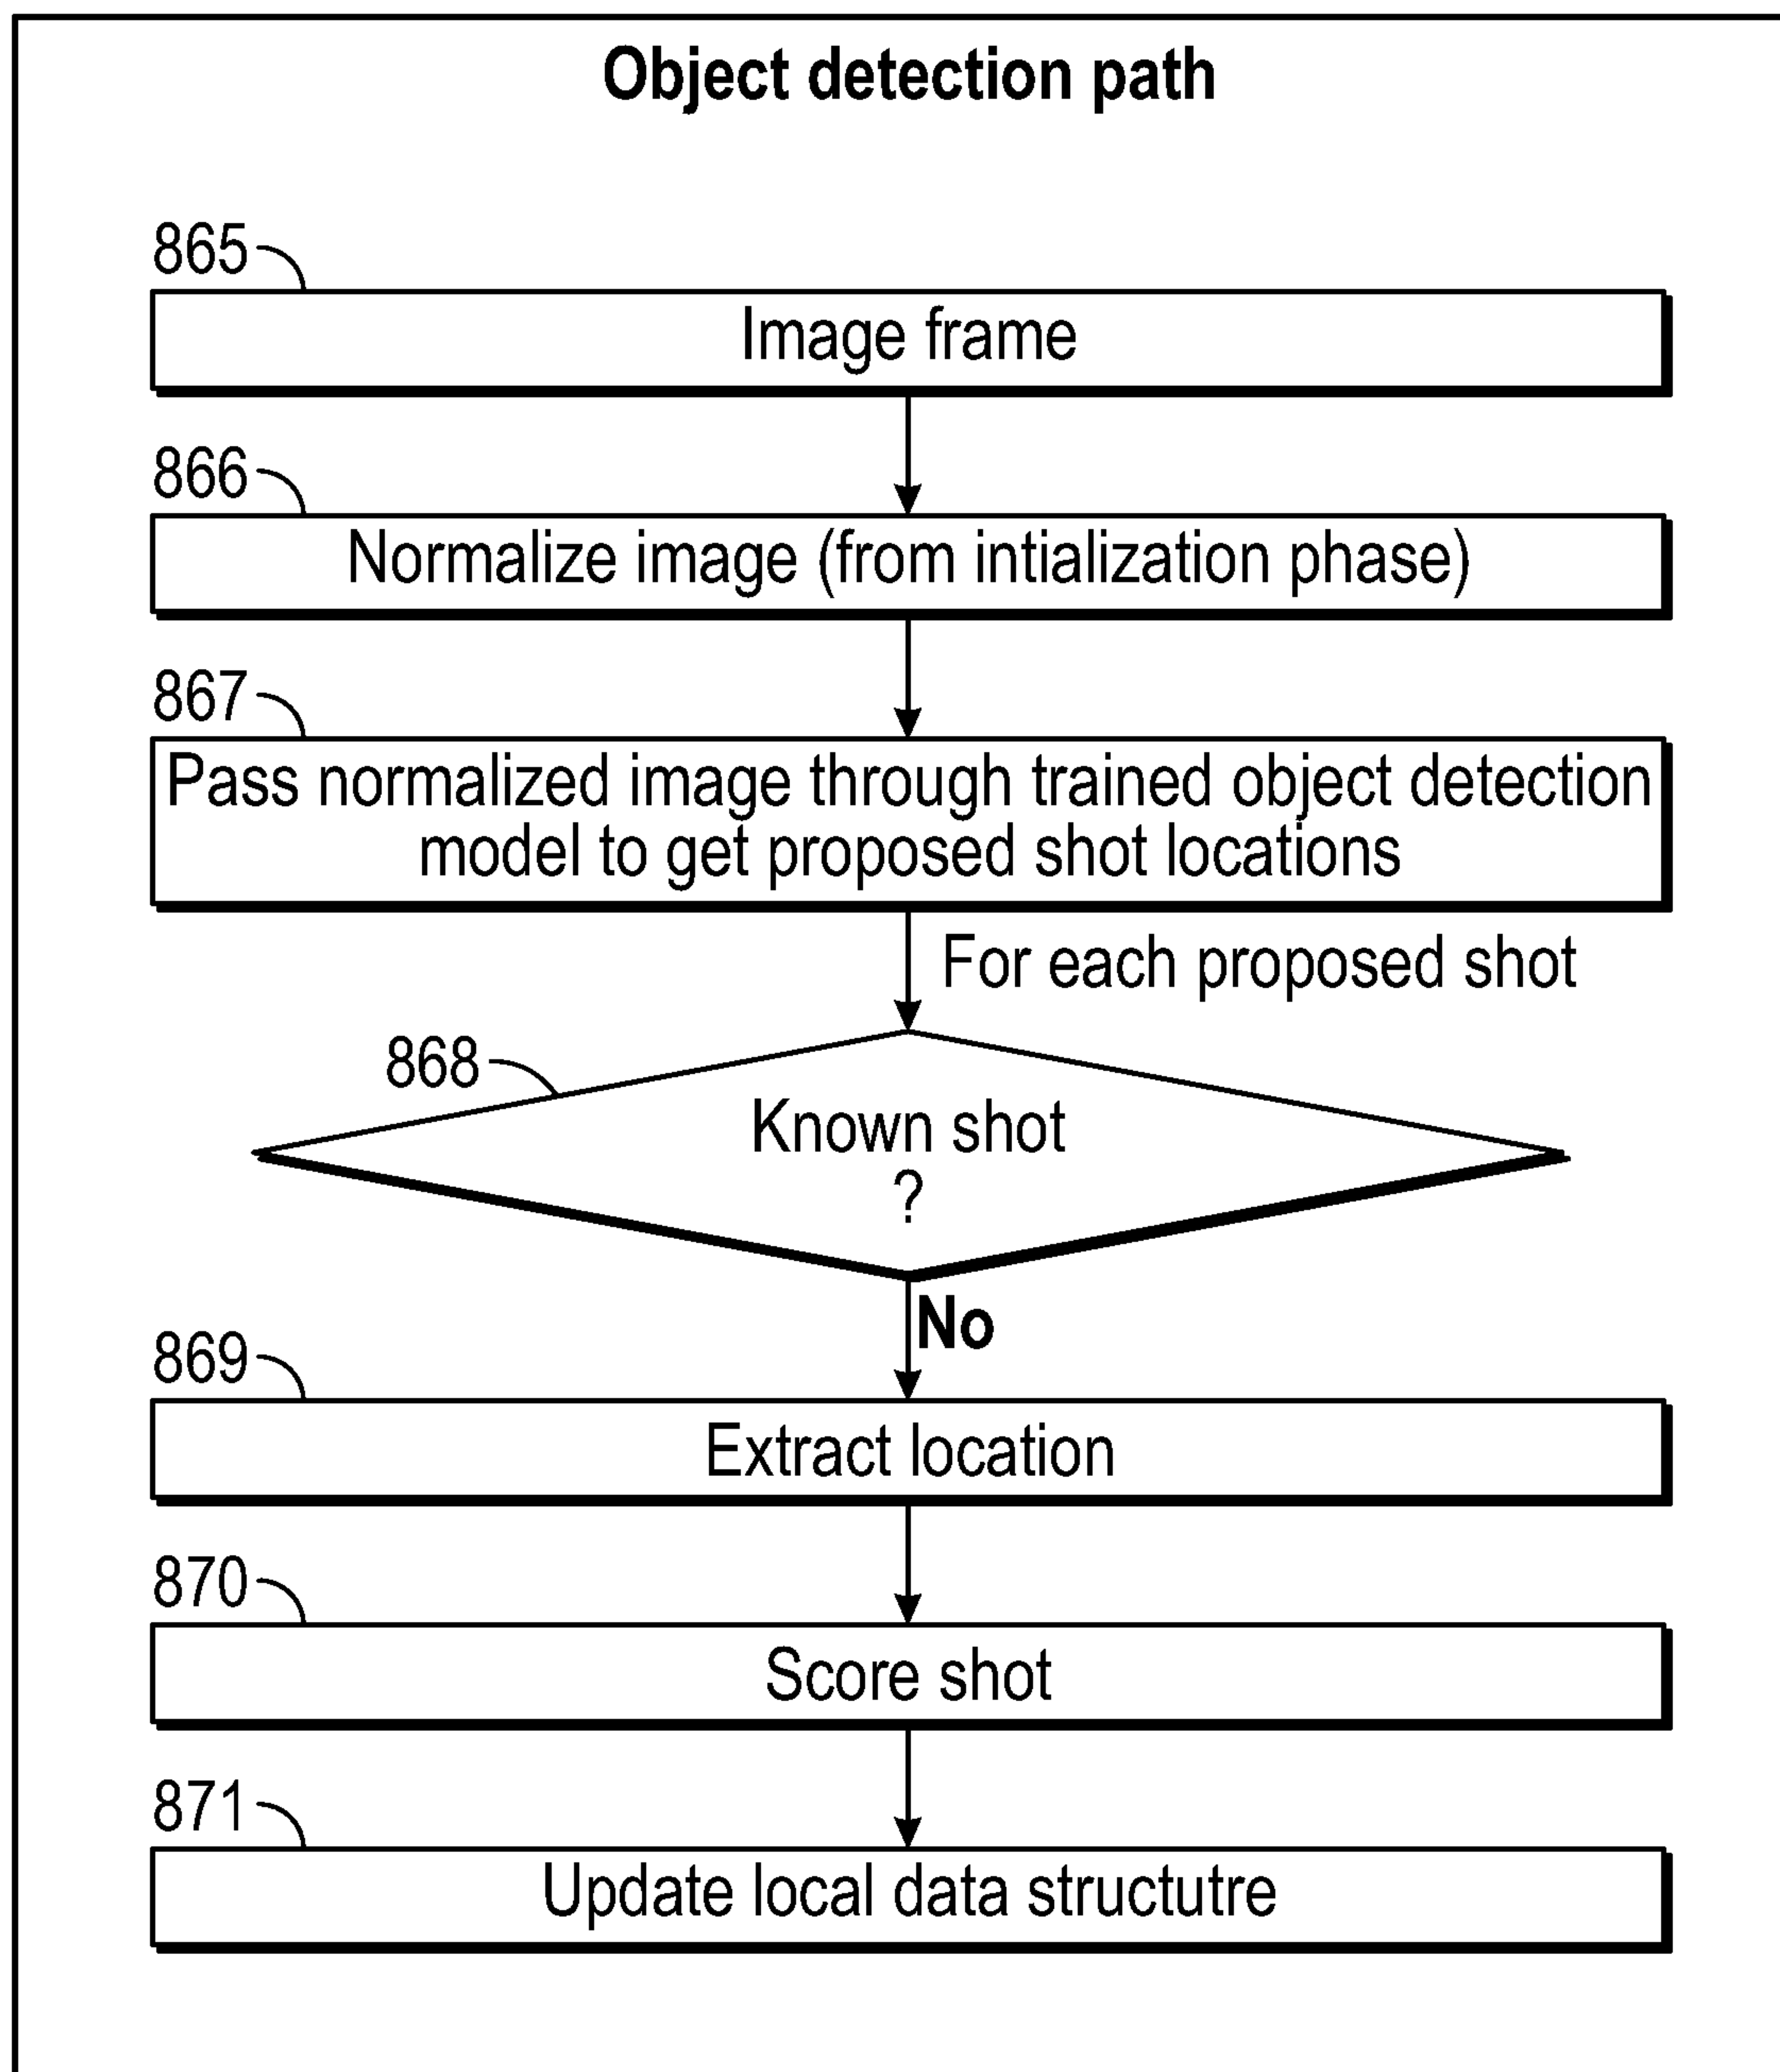 Object detection path
865
Image frame
866
Normalize image (from intialization phase)
867
Pass normalized image through trained object detection
model to get proposed shot locations
For each proposed shot
868
Known shot
?
No
869
Extract location
870
Score shot
871
Update local data structutre